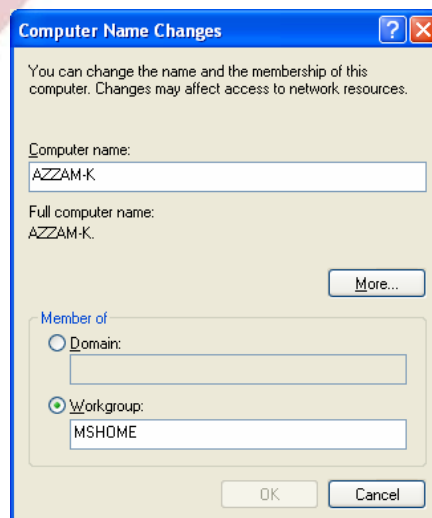 Computer Name Changes
You can change the name and the membership of this
computer. Changes may affect access to network resources.
Computer name:
AZZAM-K
Full computer name:
AZZAM-K.
More...
Member of
Domain:
Workgroup:
MSHOME
OK Cancel